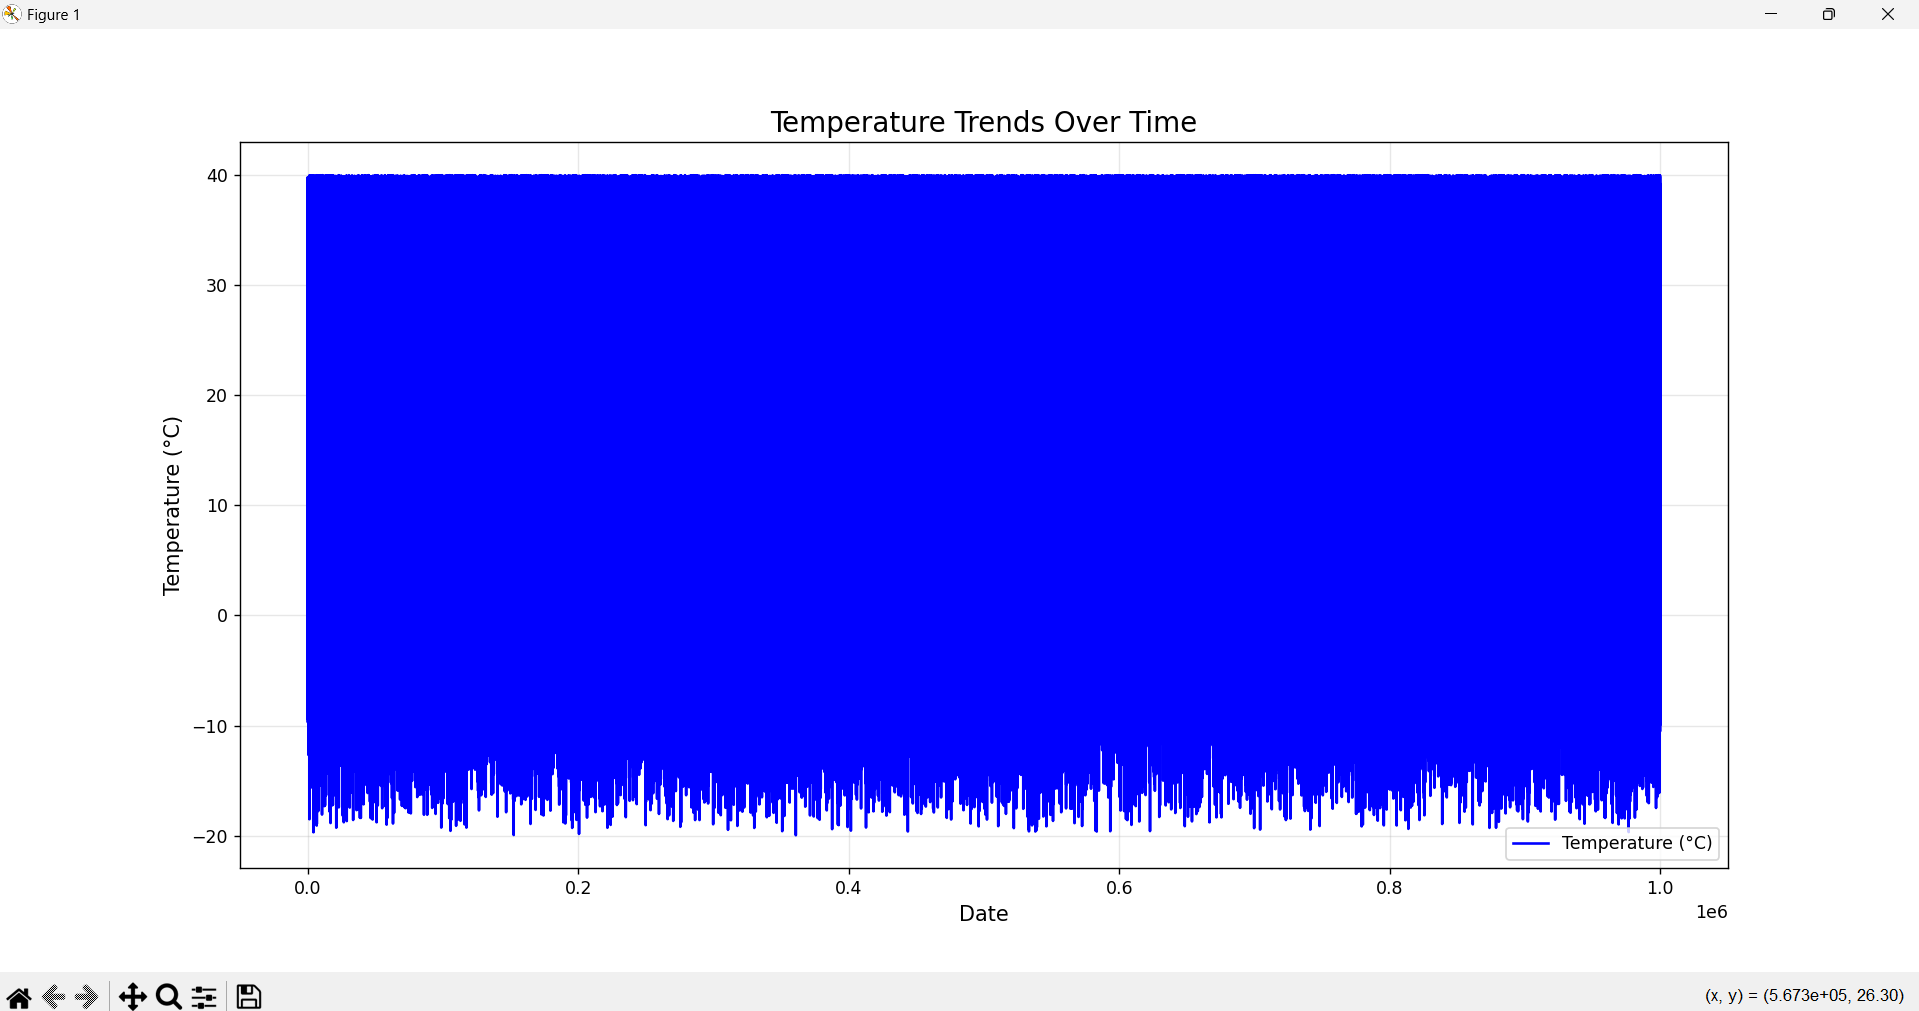 Figure 1
Temperature Trends Over Time
40
30
20
10
0
−10
−20
Temperature (°C)
Temperature (°C)
0.0
0.2
0.4
0.6
0.8
1.0
1e6
Date
(x, y) = (5.673e+05, 26.30)